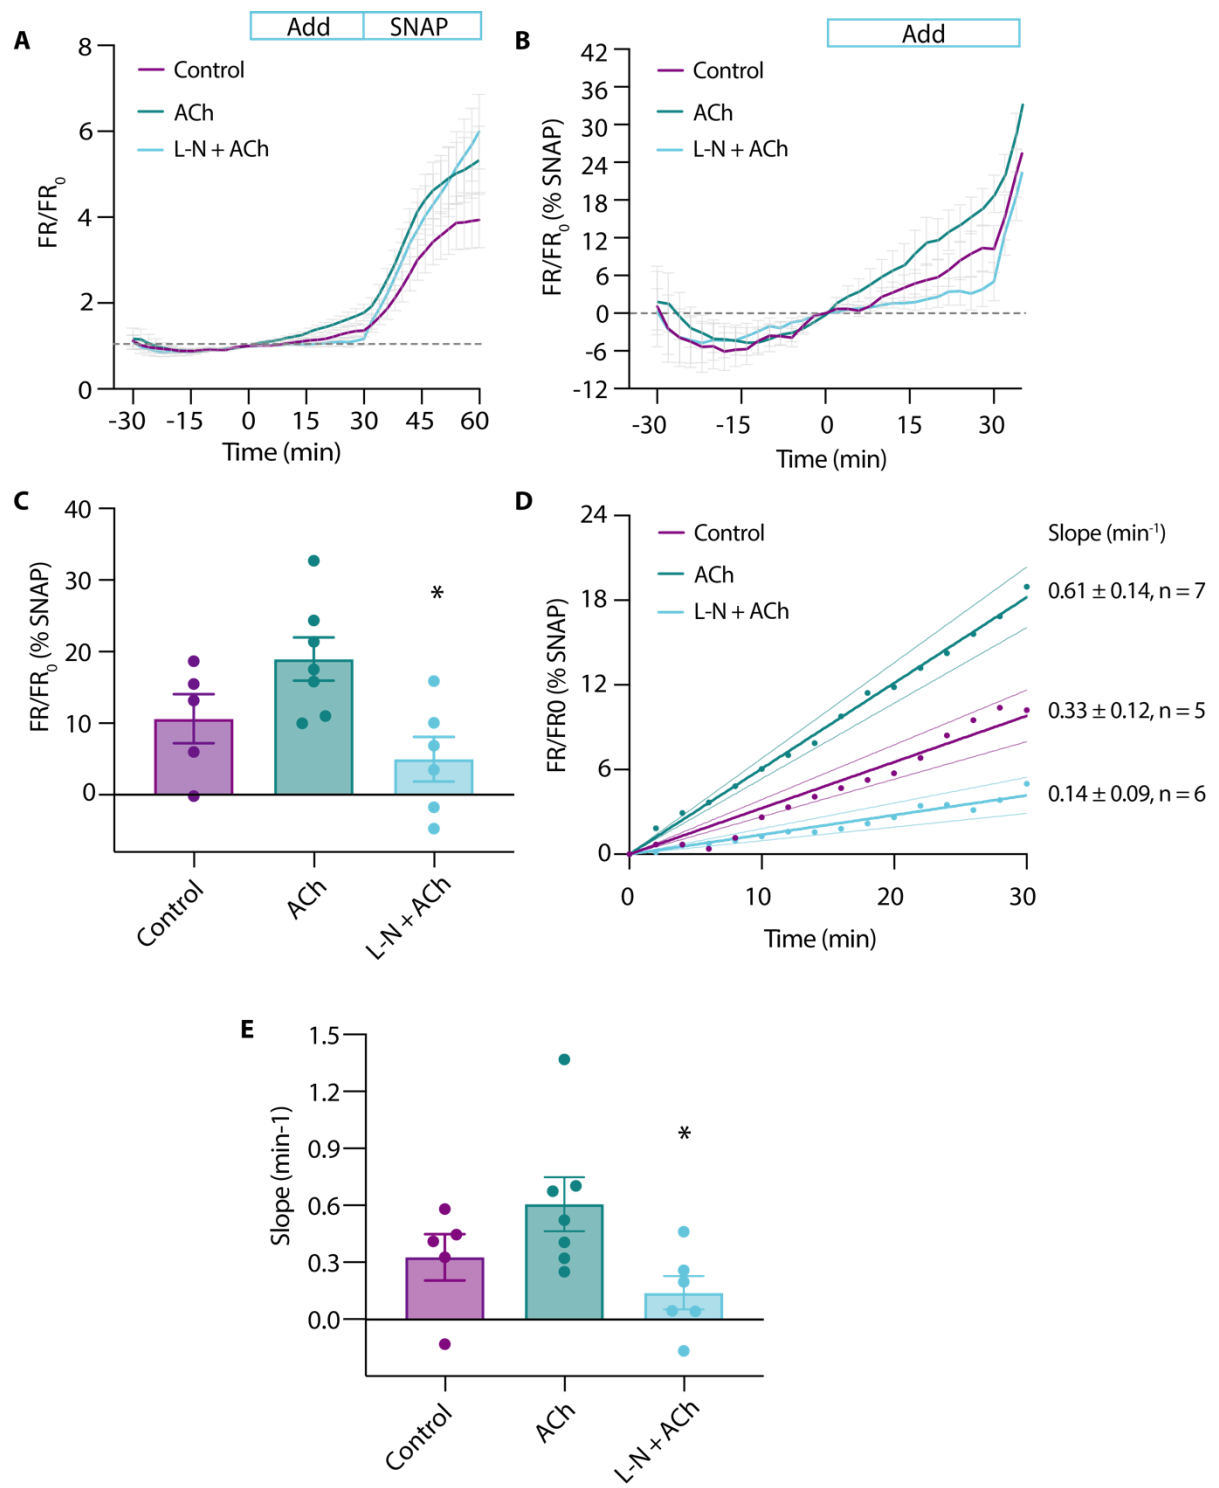 Add SNAP
A
8
6
4
2
0
FR/FR₀
Control
ACh
L-N + ACh
-30 -15 0 15 30 45 60
Time (min)
Add
B
42
36
30
24
18
12
6
0
-6
-12
FR/FR₀ (% SNAP)
Control
ACh
L-N + ACh
-30 -15 0 15 30
Time (min)
C
40
30
20
10
0
FR/FR₀ (% SNAP)
*
Control ACh L-N + ACh
D
24
18
12
6
0
FR/FR0 (% SNAP)
Control
ACh
L-N + ACh
Slope (min⁻¹)
0.61 ± 0.14, n = 7
0.33 ± 0.12, n = 5
0.14 ± 0.09, n = 6
0 10 20 30
Time (min)
E
1.5
1.2
0.9
0.6
0.3
0.0
Slope (min-1)
*
Control ACh L-N + ACh